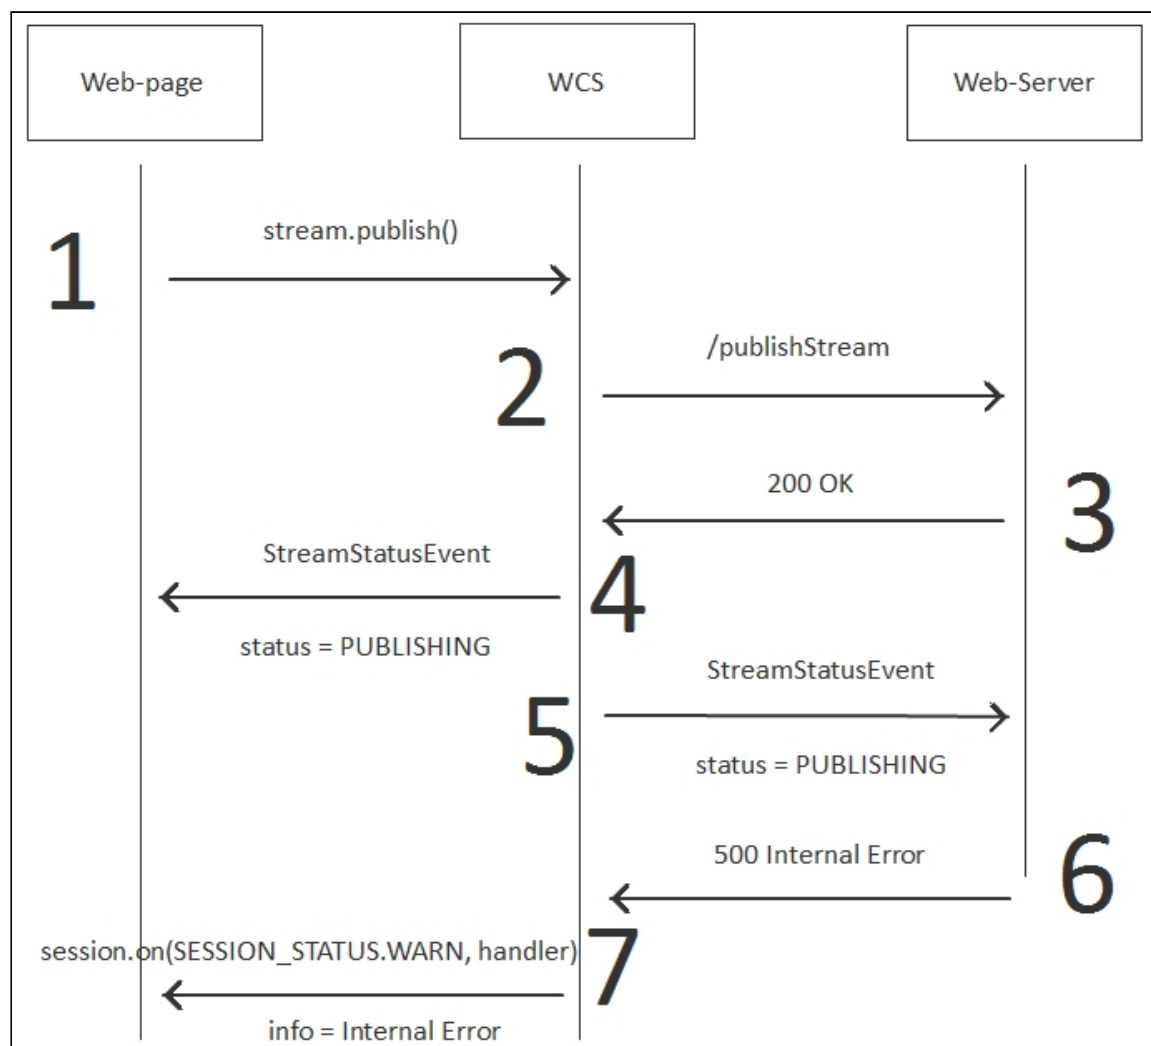 Web-page
WCS
Web-Server
stream.publish()
1
/publishStream
2
200 OK
3
StreamStatusEvent
4
status = PUBLISHING
StreamStatusEvent
5
status = PUBLISHING
500 Internal Error
6
session.on(SESSION_STATUS.WARN, handler)
7
info = Internal Error